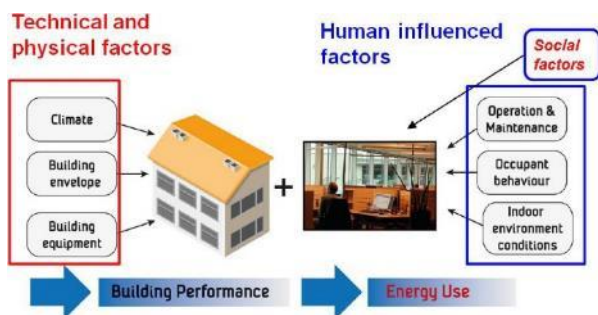 Technical and
physical factors
Human influenced
factors
Social
factors
Climate
Building
envelope
Building
equipment
+
Operation &
Maintenance
Occupant
behaviour
Indoor
environment
conditions
Building Performance
Energy Use